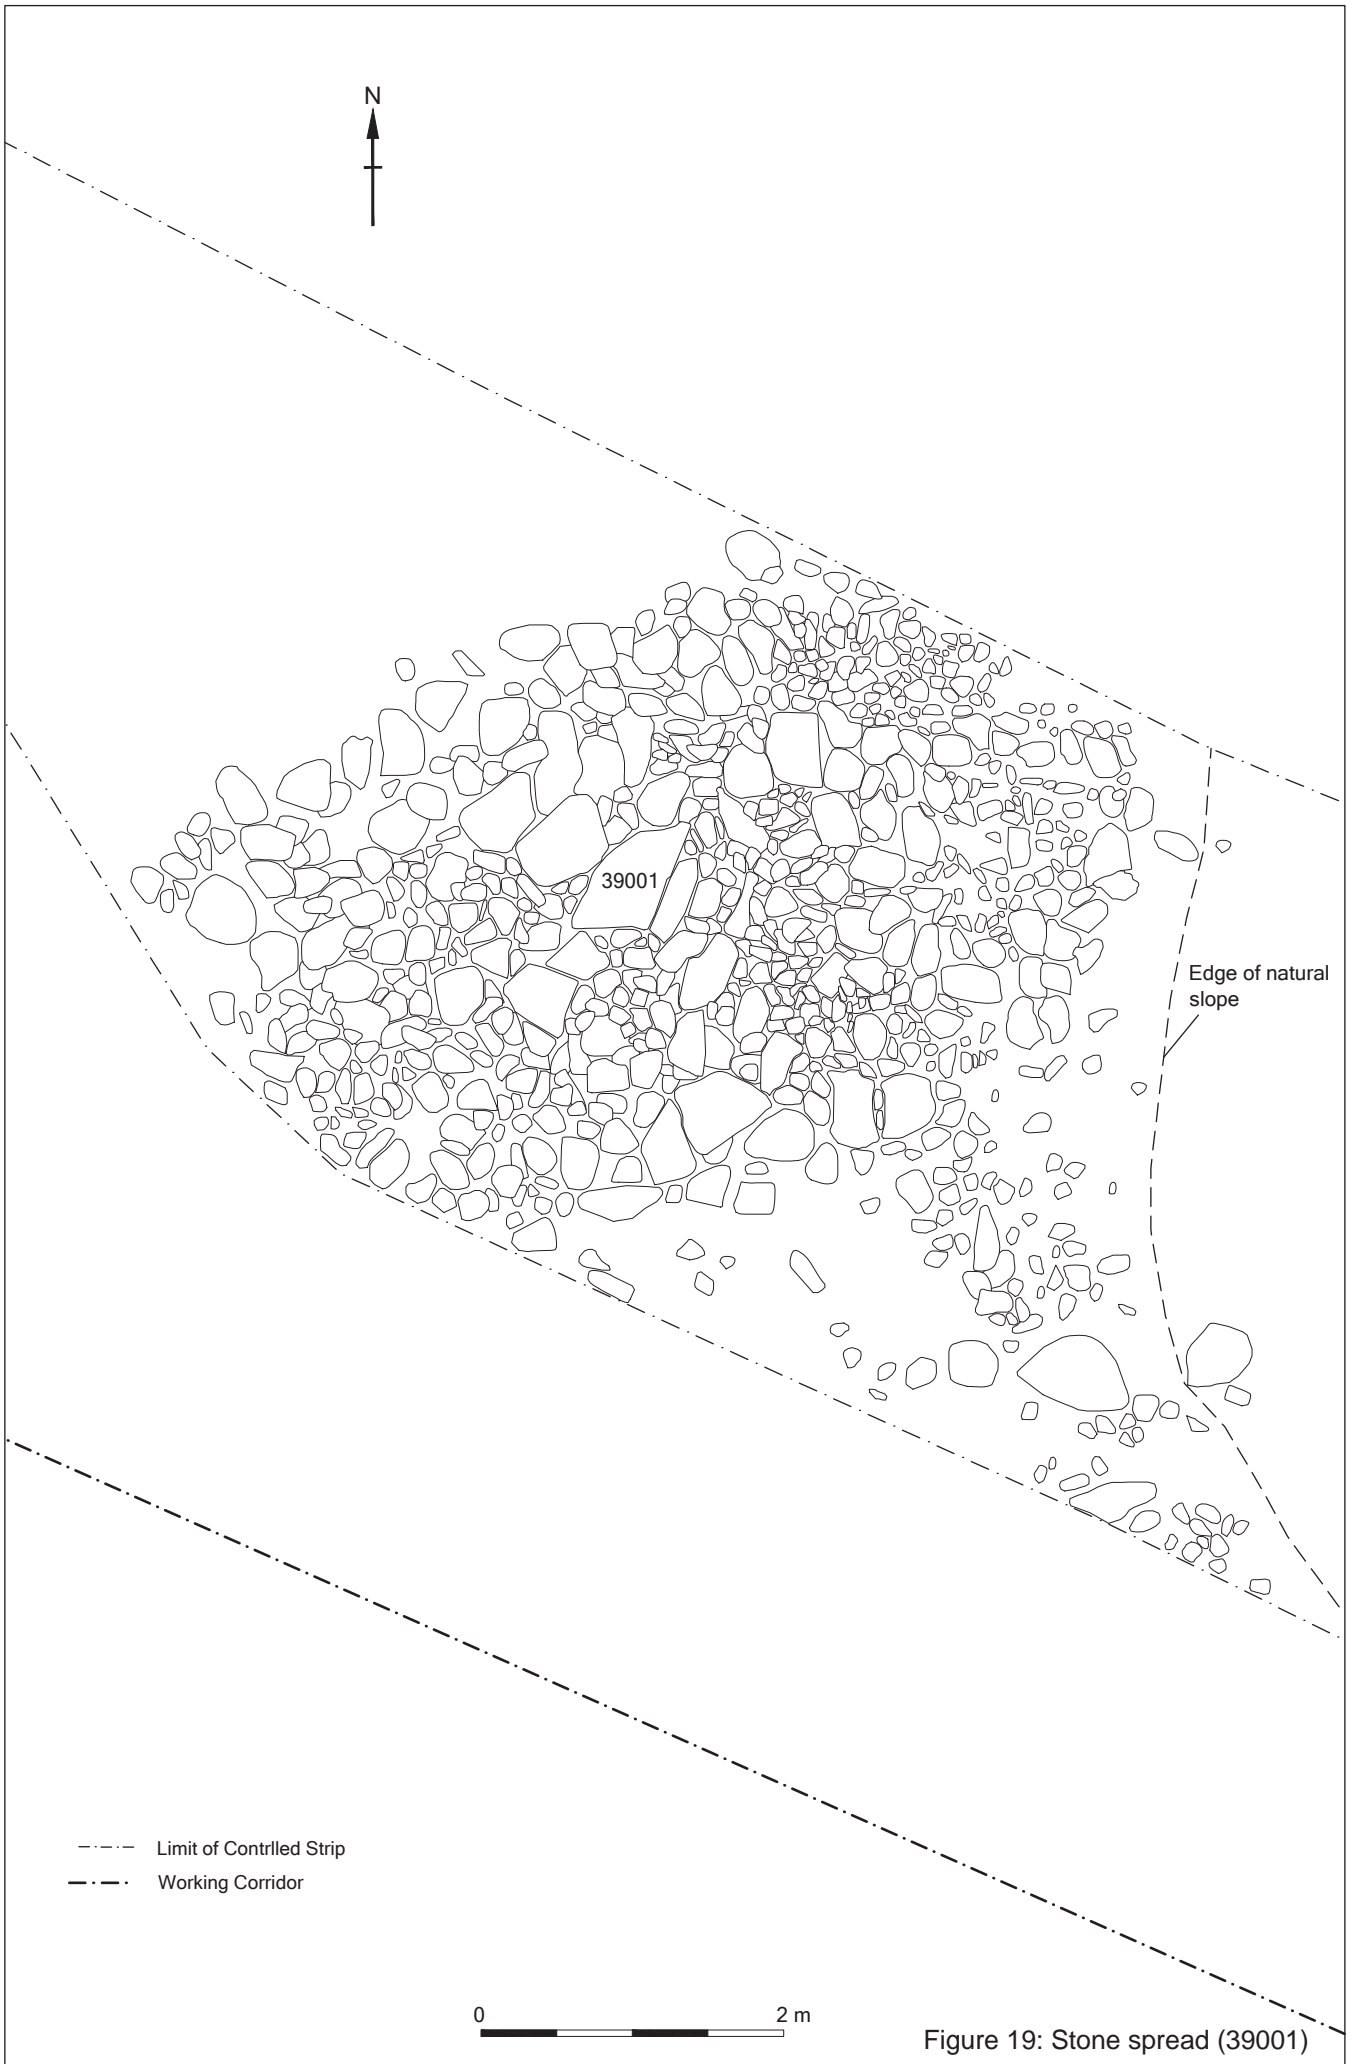 N
39001
Edge of natural
slope
Limit of Contrlled Strip
Working Corridor
0 2 m
Figure 19: Stone spread (39001)